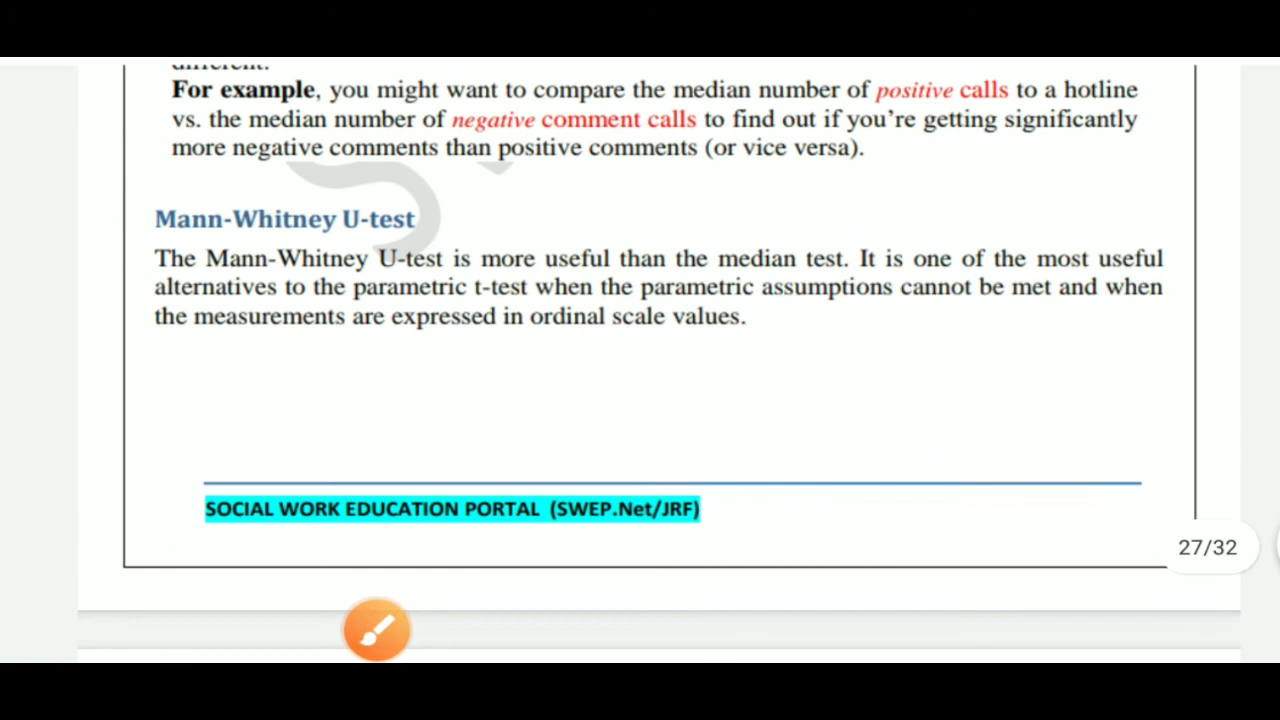 For example, you might want to compare the median number of positive calls to a hotline
vs. the median number of negative comment calls to find out if you’re getting significantly
more negative comments than positive comments (or vice versa).
Mann-Whitney U-test
The Mann-Whitney U-test is more useful than the median test. It is one of the most useful
alternatives to the parametric t-test when the parametric assumptions cannot be met and when
the measurements are expressed in ordinal scale values.
SOCIAL WORK EDUCATION PORTAL (SWEP.Net/JRF)
27/32